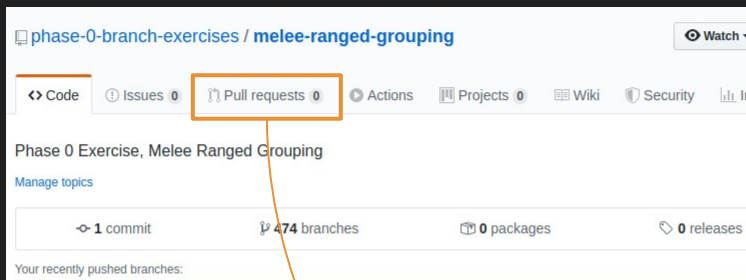 phase-0-branch-exercises / melee-ranged-grouping
Watch
<> Code Issues 0 Pull requests 0 Actions Projects 0 Wiki Security
Phase 0 Exercise, Melee Ranged Grouping
Manage topics
1 commit 474 branches 0 packages 0 releases
Your recently pushed branches: